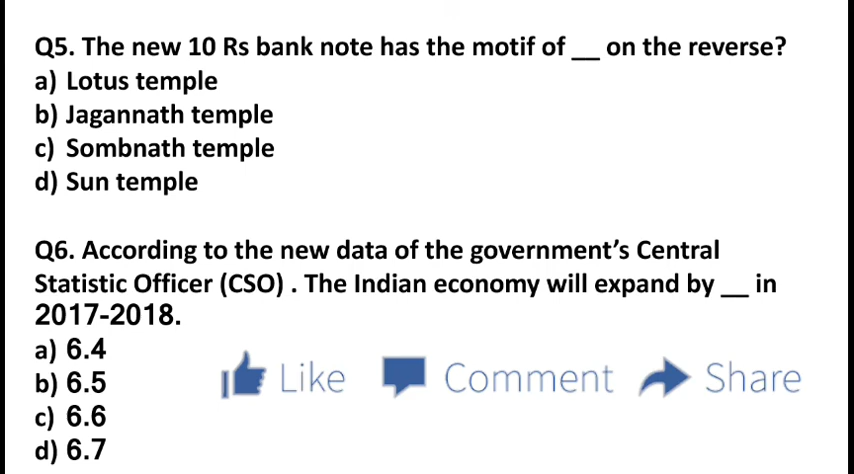 Q5. The new 10 Rs bank note has the motif of __ on the reverse?
a) Lotus temple
b) Jagannath temple
c) Sombnath temple
d) Sun temple
Q6. According to the new data of the government’s Central
Statistic Officer (CSO) . The Indian economy will expand by __ in
2017-2018.
a) 6.4
b) 6.5
c) 6.6
d) 6.7
Like Comment Share